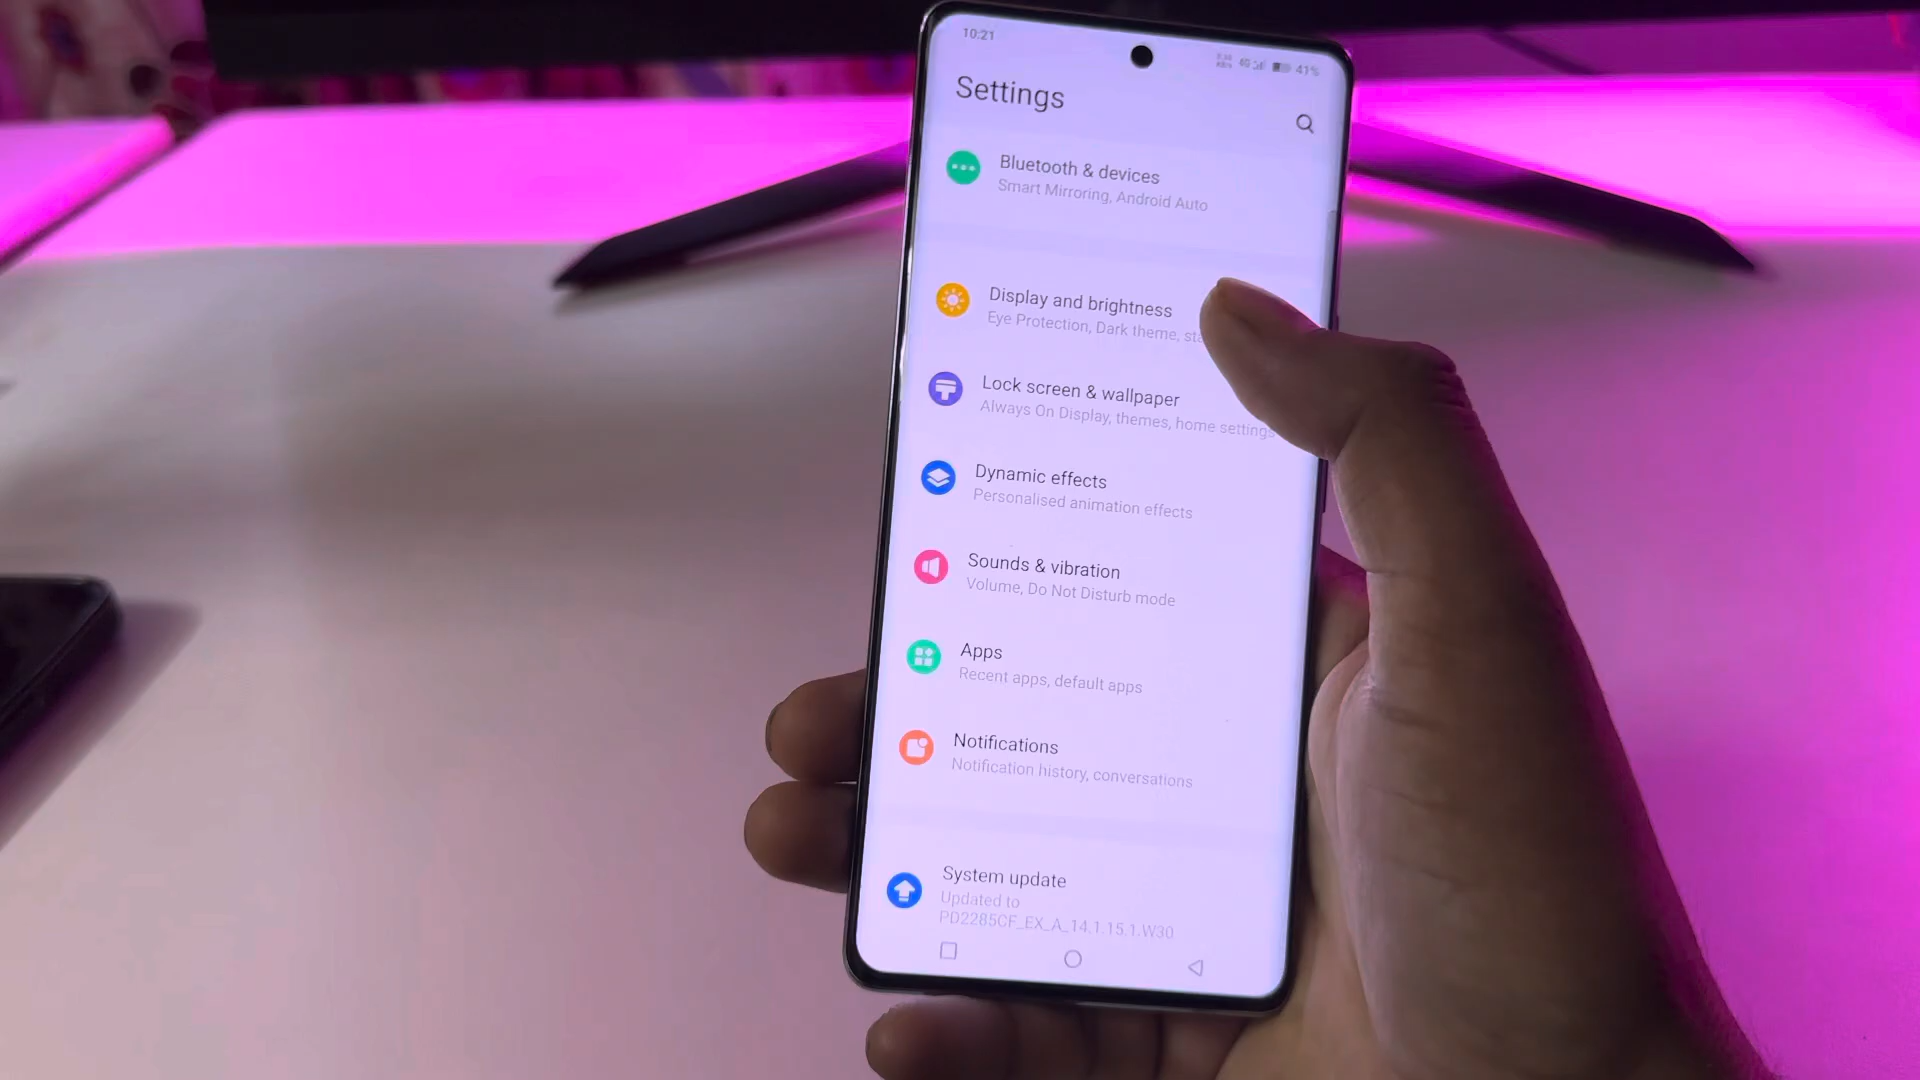 10:21
4G
41%
Settings
Bluetooth & devices
Smart Mirroring, Android Auto
Display and brightness
Eye Protection, Dark theme,
Lock screen & wallpaper
Always On Display, themes, home settings
Dynamic effects
Personalised animation effects
Sounds & vibration
Volume, Do Not Disturb mode
Apps
Recent apps, default apps
Notifications
Notification history, conversations
System update
Updated to
PD2285CF_EX_A_14.1.15.1.W30